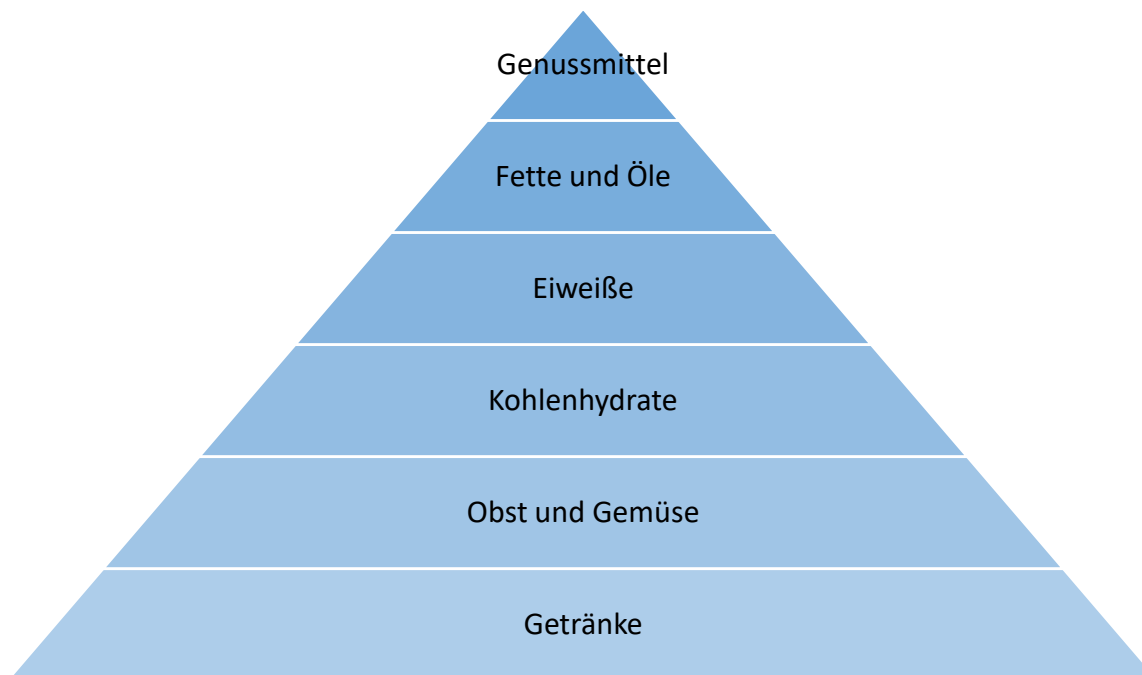 Genussmittel
Fette und Öle
Eiweiße
Kohlenhydrate
Obst und Gemüse
Getränke